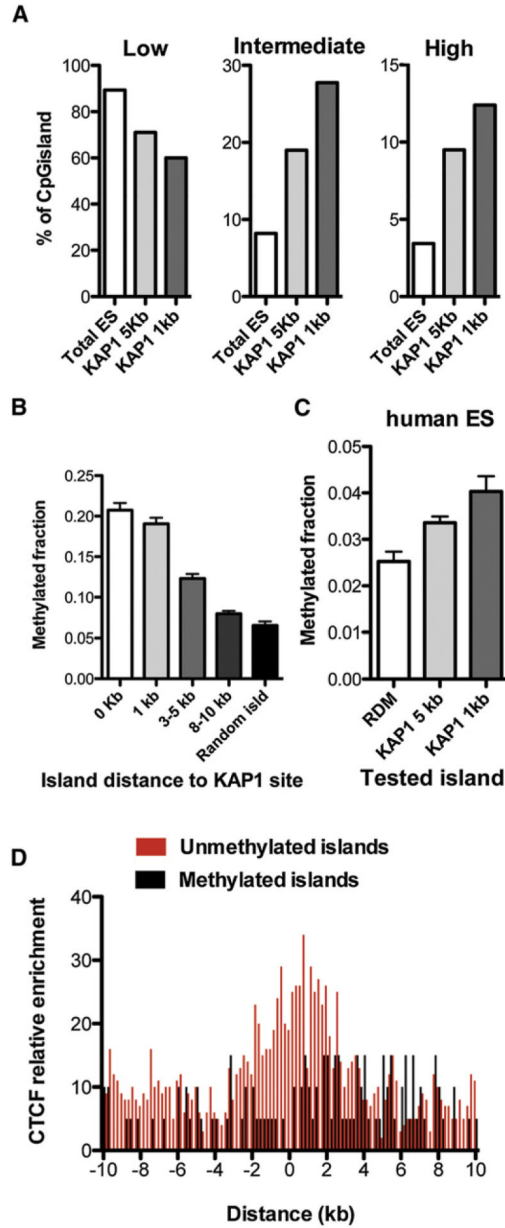 A
Low
Intermediate
High
% of CpGisland
100
80
60
40
20
0
30
20
10
0
15
10
5
0
Total ES
KAP1 5Kb
KAP1 1kb
Total ES
KAP1 5Kb
KAP1 1kb
Total ES
KAP1 5Kb
KAP1 1kb
B
Methylated fraction
0.25
0.20
0.15
0.10
0.05
0.00
0 Kb
1 kb
3-5 kb
8-10 kb
Random isld
Island distance to KAP1 site
C
human ES
Methylated fraction
0.05
0.04
0.03
0.02
0.01
0.00
RDM
KAP1 5 kb
KAP1 1kb
Tested island
D
Unmethylated islands
Methylated islands
CTCF relative enrichment
40
30
20
10
0
-10 -8 -6 -4 -2 0 2 4 6 8 10
Distance (kb)